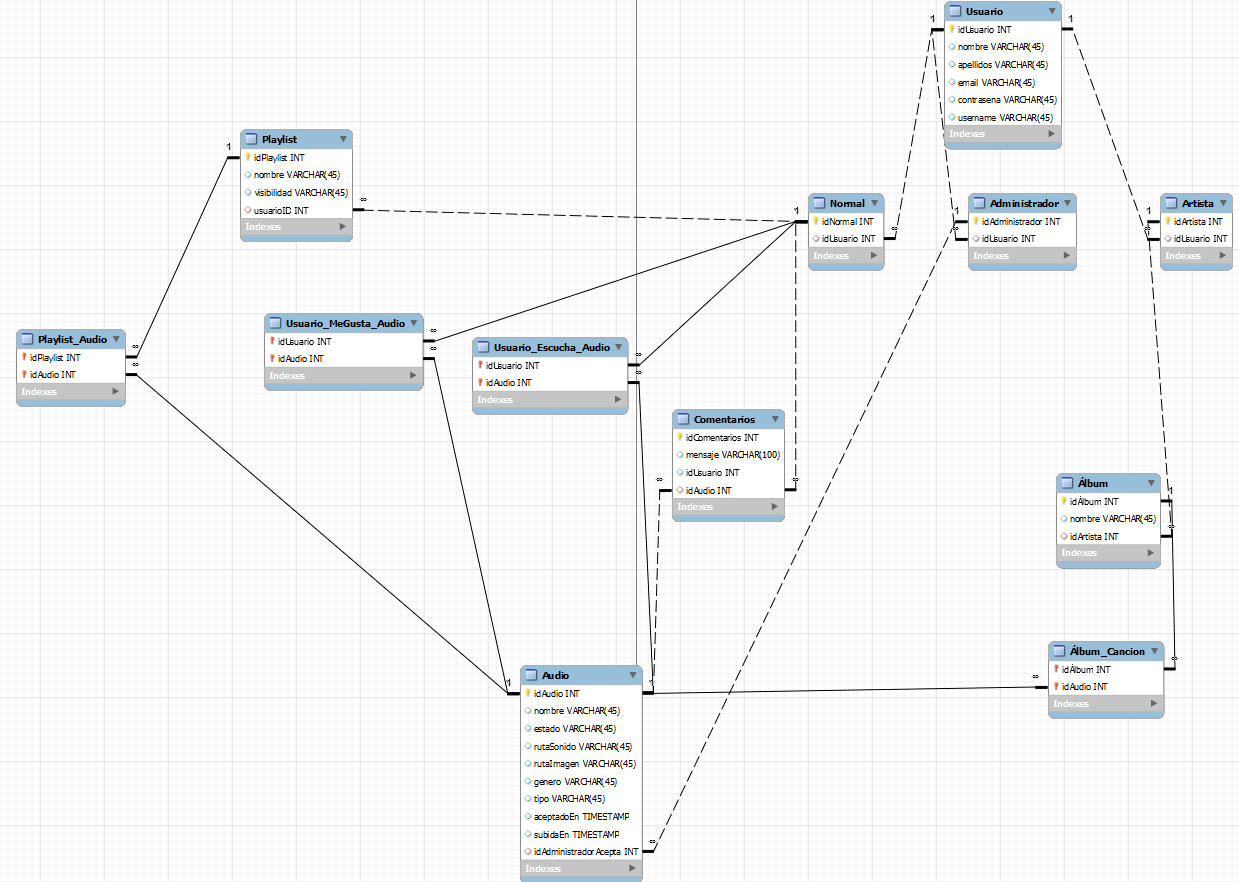 Usuario
idUsuario INT
nombre VARCHAR(45)
apellidos VARCHAR(45)
email VARCHAR(45)
contrasena VARCHAR(45)
username VARCHAR(45)
Indexes
1
1
Playlist
idPlaylist INT
nombre VARCHAR(45)
visibilidad VARCHAR(45)
usuarioID INT
Indexes
1
∞
Normal
idNormal INT
idUsuario INT
Indexes
1
∞
Administrador
idAdministrador INT
idUsuario INT
Indexes
1
∞
Artista
idArtista INT
idUsuario INT
Indexes
1
∞
Playlist_Audio
idPlaylist INT
idAudio INT
Indexes
∞
∞
Usuario_MeGusta_Audio
idUsuario INT
idAudio INT
Indexes
∞
∞
Usuario_Escucha_Audio
idUsuario INT
idAudio INT
Indexes
∞
∞
Comentarios
idComentarios INT
mensaje VARCHAR(100)
idUsuario INT
idAudio INT
Indexes
∞
∞
Álbum
idÁlbum INT
nombre VARCHAR(45)
idArtista INT
Indexes
1
∞
Álbum_Cancion
idÁlbum INT
idAudio INT
Indexes
∞
∞
Audio
idAudio INT
nombre VARCHAR(45)
estado VARCHAR(45)
rutaSonido VARCHAR(45)
rutaImagen VARCHAR(45)
genero VARCHAR(45)
tipo VARCHAR(45)
aceptadoEn TIMESTAMP
subidaEn TIMESTAMP
idAdministradorAcepta INT
Indexes
1
1
∞